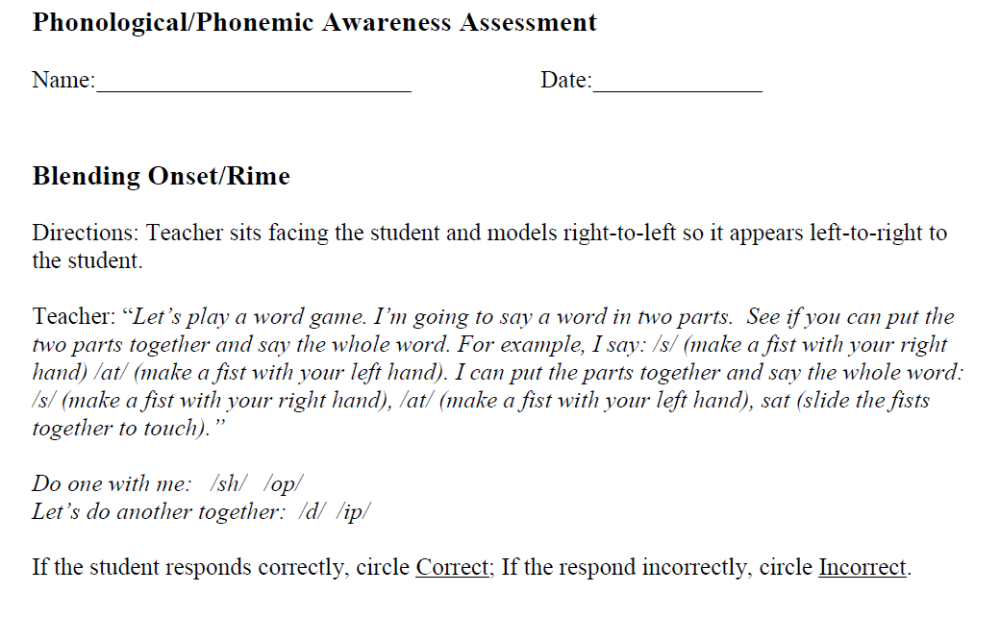 Phonological/Phonemic Awareness Assessment
Name:__________________________ Date:______________
Blending Onset/Rime
Directions: Teacher sits facing the student and models right-to-left so it appears left-to-right to
the student.
Teacher: “Let’s play a word game. I’m going to say a word in two parts.  See if you can put the
two parts together and say the whole word. For example, I say: /s/ (make a fist with your right
hand) /at/ (make a fist with your left hand). I can put the parts together and say the whole word:
/s/ (make a fist with your right hand), /at/ (make a fist with your left hand), sat (slide the fists
together to touch).”
Do one with me:   /sh/   /op/
Let’s do another together:  /d/  /ip/
If the student responds correctly, circle Correct; If the respond incorrectly, circle Incorrect.